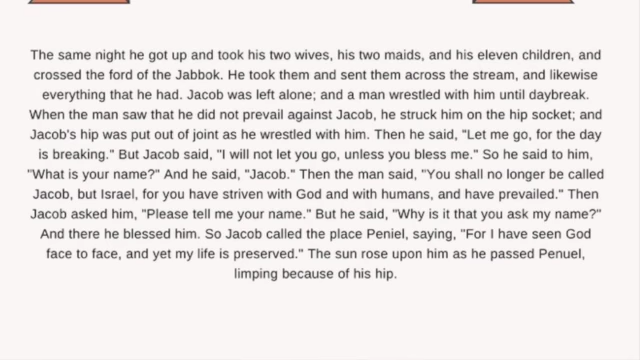 The same night he got up and took his two wives, his two maids, and his eleven children, and
crossed the ford of the Jabbok. He took them and sent them across the stream, and likewise
everything that he had. Jacob was left alone; and a man wrestled with him until daybreak.
When the man saw that he did not prevail against Jacob, he struck him on the hip socket; and
Jacob's hip was put out of joint as he wrestled with him. Then he said, "Let me go, for the day
is breaking." But Jacob said, "I will not let you go, unless you bless me." So he said to him,
"What is your name?" And he said, "Jacob." Then the man said, "You shall no longer be called
Jacob, but Israel, for you have striven with God and with humans, and have prevailed." Then
Jacob asked him, "Please tell me your name." But he said, "Why is it that you ask my name?"
And there he blessed him. So Jacob called the place Peniel, saying, "For I have seen God
face to face, and yet my life is preserved." The sun rose upon him as he passed Penuel,
limping because of his hip.